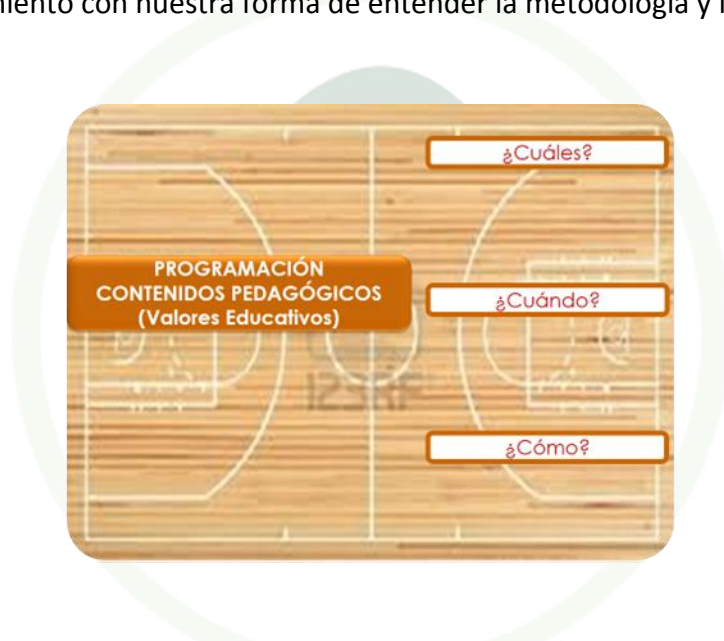 miento con nuestra forma de entender la metodología y l
¿Cuáles?
PROGRAMACIÓN
CONTENIDOS PEDAGÓGICOS
(Valores Educativos)
¿Cuándo?
¿Cómo?
123RF